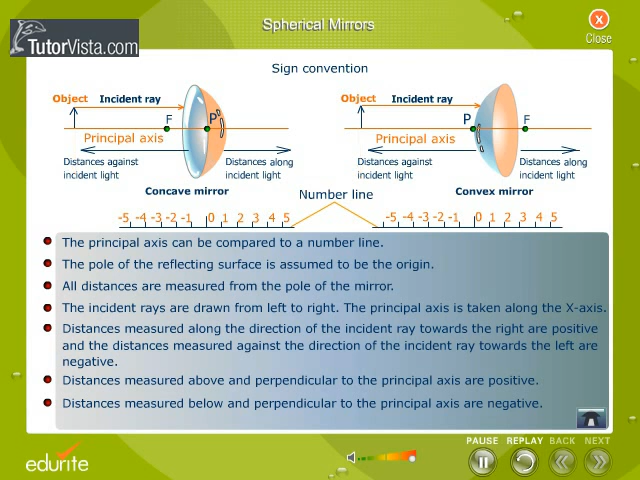 Spherical Mirrors
Close
TutorVista.com
Sign convention
Object Incident ray
F P
Principal axis
Distances against
incident light
Distances along
incident light
Concave mirror
Object Incident ray
P F
Principal axis
Distances against
incident light
Distances along
incident light
Convex mirror
Number line
-5 -4 -3 -2 -1 0 1 2 3 4 5
-5 -4 -3 -2 -1 0 1 2 3 4 5
The principal axis can be compared to a number line.
The pole of the reflecting surface is assumed to be the origin.
All distances are measured from the pole of the mirror.
The incident rays are drawn from left to right. The principal axis is taken along the X-axis.
Distances measured along the direction of the incident ray towards the right are positive
and the distances measured against the direction of the incident ray towards the left are
negative.
Distances measured above and perpendicular to the principal axis are positive.
Distances measured below and perpendicular to the principal axis are negative.
PAUSE REPLAY BACK NEXT
edurite